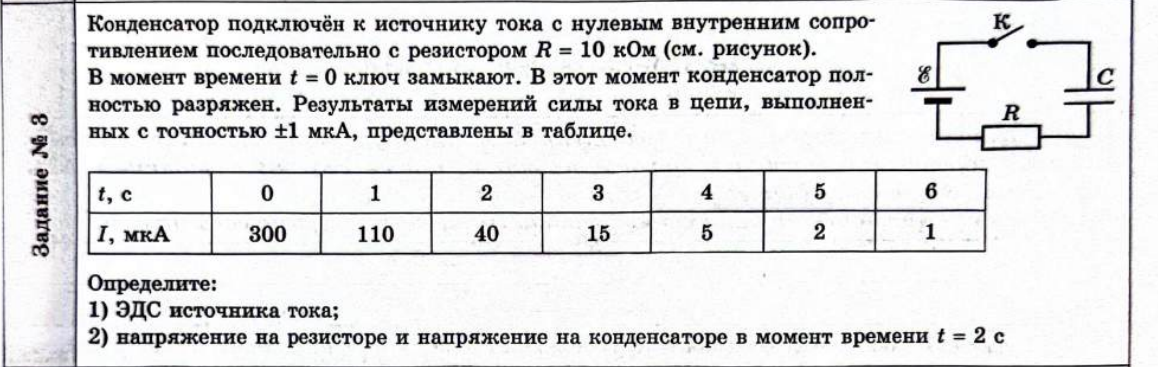 Задание № 3
Конденсатор подключён к источнику тока с нулевым внутренним сопро-
тивлением последовательно с резистором R = 10 кОм (см. рисунок).
В момент времени t = 0 ключ замыкают. В этот момент конденсатор пол-
ностью разряжен. Результаты измерений силы тока в цепи, выполнен-
ных с точностью ±1 мкА, представлены в таблице.
K
ℰ
C
R
t, с 0 1 2 3 4 5 6
I, мкА 300 110 40 15 5 2 1
Определите:
1) ЭДС источника тока;
2) напряжение на резисторе и напряжение на конденсаторе в момент времени t = 2 с